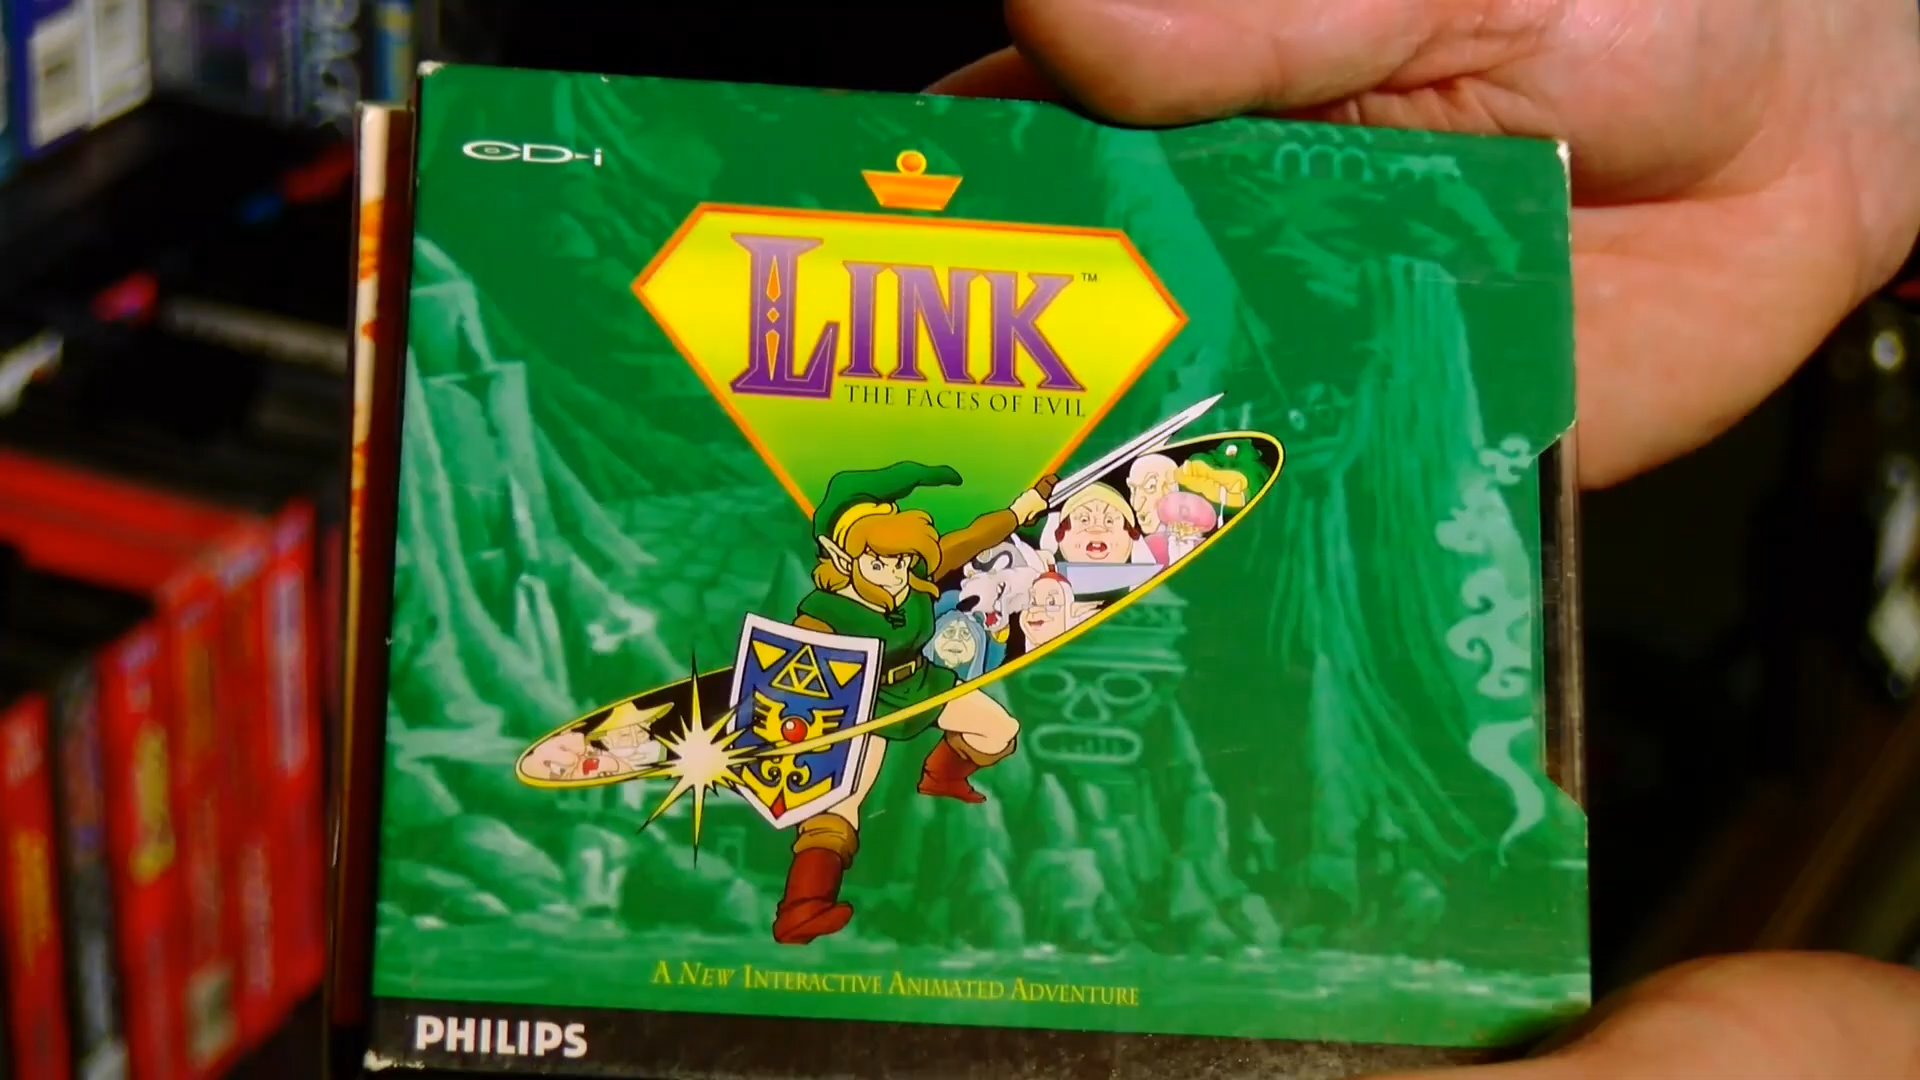 CD-i
LINK™
THE FACES OF EVIL
A NEW INTERACTIVE ANIMATED ADVENTURE
PHILIPS